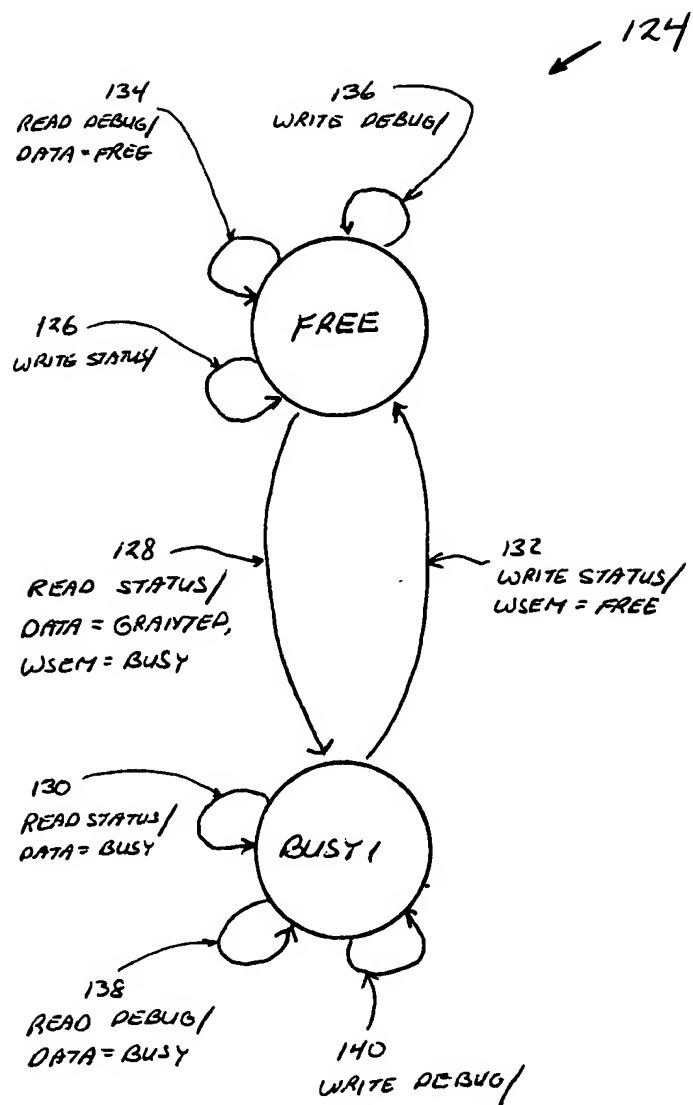 124
134
READ DEBUG/
DATA = FREE
136
WRITE DEBUG/
FREE
126
WRITE STATUS/
128
READ STATUS/
DATA = GRANTED,
WSEM = BUSY
132
WRITE STATUS/
WSEM = FREE
130
READ STATUS/
DATA = BUSY
BUSY1
138
READ DEBUG/
DATA = BUSY
140
WRITE DEBUG/